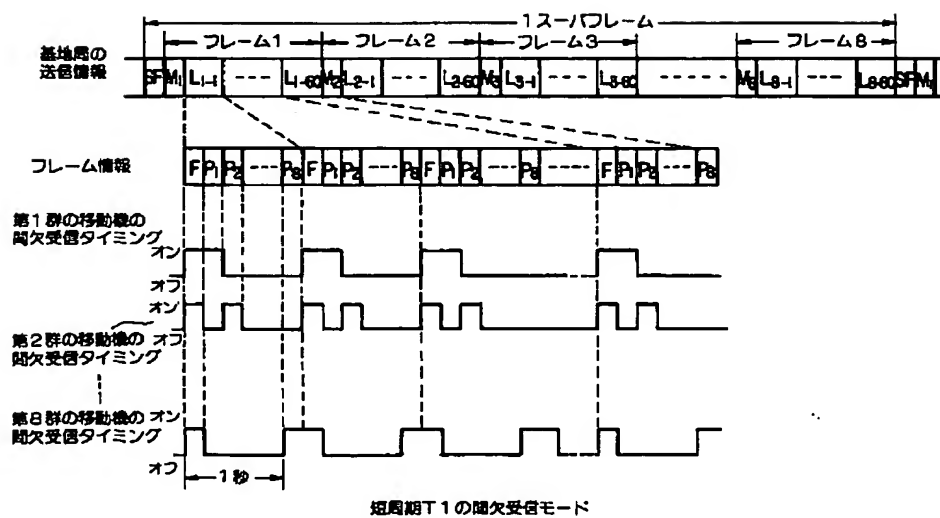 1スーパフレーム
フレーム1 フレーム2 フレーム3 フレーム8
基地局の
送信情報
SF M1 L1-1 ---- L1-60 M2 L2-1 ---- L2-60 M3 L3-1 ---- L3-60 ------ M8 L8-1 ---- L8-60 SF M1
フレーム情報
F P1 P2 ---- P8 F P1 P2 ---- P8 F P1 P2 ---- P8 ---- F P1 P2 ---- P8
第1群の移動機の
間欠受信タイミング
オン
オフ
オン
オフ
第2群の移動機の
間欠受信タイミング
第8群の移動機の
間欠受信タイミング
オン
オフ
1秒
短周期T1の間欠受信モード